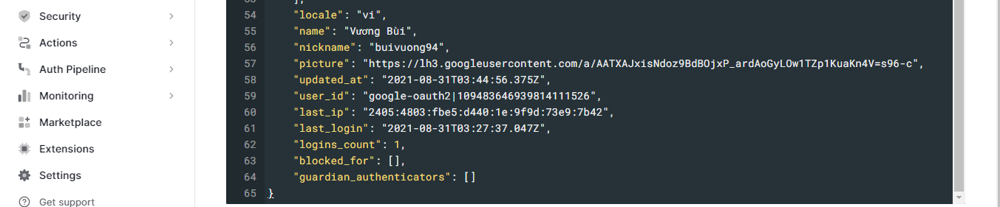 Security
Actions
Auth Pipeline
Monitoring
Marketplace
Extensions
Settings
Get support
53 ],
54 "locale": "vi",
55 "name": "Vương Bùi",
56 "nickname": "buivuong94",
57 "picture": "https://lh3.googleusercontent.com/a/AATXAJxisNdoz9BdBOjxP_ardAoGyLOw1TZp1KuaKn4V=s96-c",
58 "updated_at": "2021-08-31T03:44:56.375Z",
59 "user_id": "google-oauth2|109483646939814111526",
60 "last_ip": "2405:4803:fbe5:d440:1e:9f9d:73e9:7b42",
61 "last_login": "2021-08-31T03:27:37.047Z",
62 "logins_count": 1,
63 "blocked_for": [],
64 "guardian_authenticators": []
65 }